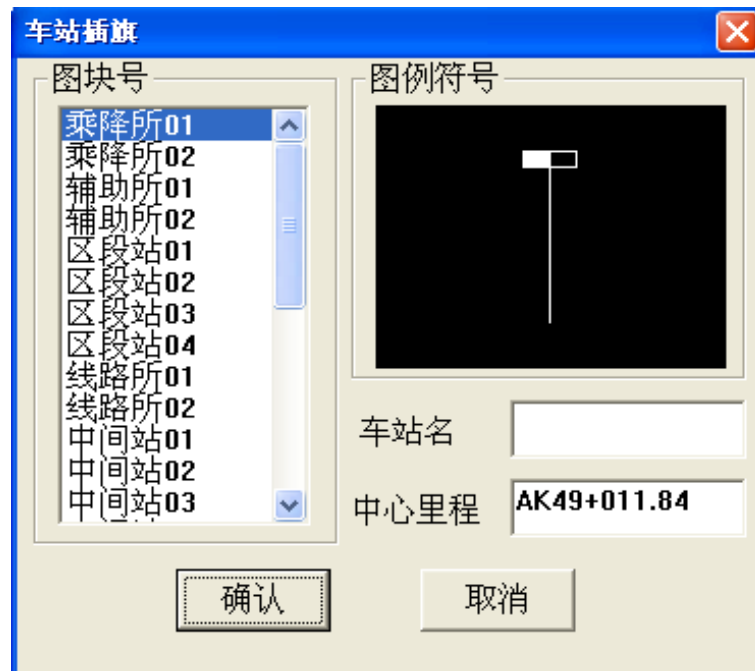 车站插旗
图块号
乘降所01
乘降所02
辅助所01
辅助所02
区段站01
区段站02
区段站03
区段站04
线路所01
线路所02
中间站01
中间站02
中间站03
图例符号
车站名
中心里程
AK49+011.84
确认
取消